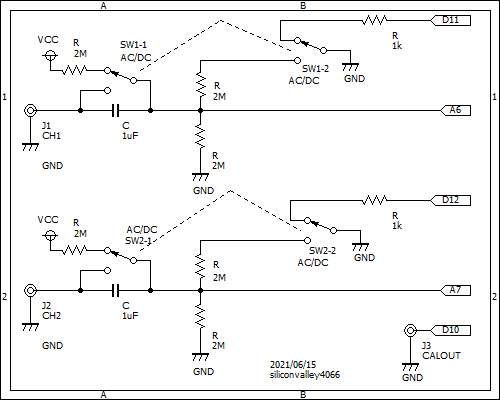 A B
D11
VCC R 2M SW1-1 AC/DC R 1k
SW1-2 AC/DC GND
R 2M
1 1
A6
J1 CH1 C 1uF
R 2M
GND GND
D12
VCC R 2M AC/DC SW2-1 R 1k
SW2-2 AC/DC GND
R 2M
2 2
A7
J2 CH2 C 1uF
D10
R 2M
GND GND
J3 CALOUT
2021/06/15
siliconvalley4066
GND
A B